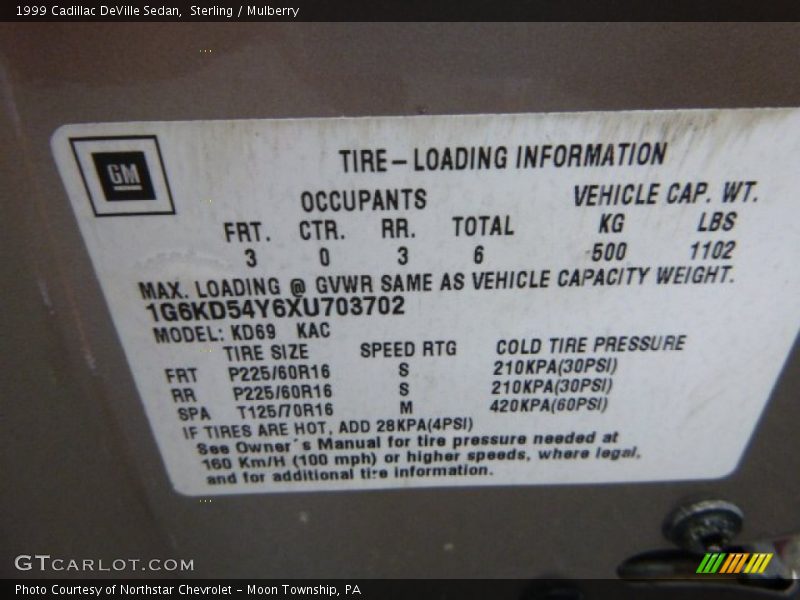 1999 Cadillac DeVille Sedan, Sterling / Mulberry
GM
TIRE-LOADING INFORMATION
OCCUPANTS VEHICLE CAP. WT.
FRT. CTR. RR. TOTAL KG LBS
3 0 3 6 500 1102
MAX. LOADING @ GVWR SAME AS VEHICLE CAPACITY WEIGHT.
1G6KD54Y6XU703702
MODEL: KD69 KAC
TIRE SIZE SPEED RTG COLD TIRE PRESSURE
FRT P225/60R16 S 210KPA(30PSI)
RR P225/60R16 S 210KPA(30PSI)
SPA T125/70R16 M 420KPA(60PSI)
IF TIRES ARE HOT, ADD 28KPA(4PSI)
See Owner's Manual for tire pressure needed at
160 Km/H (100 mph) or higher speeds, where legal,
and for additional tire information.
GTCARLOT.COM
Photo Courtesy of Northstar Chevrolet - Moon Township, PA